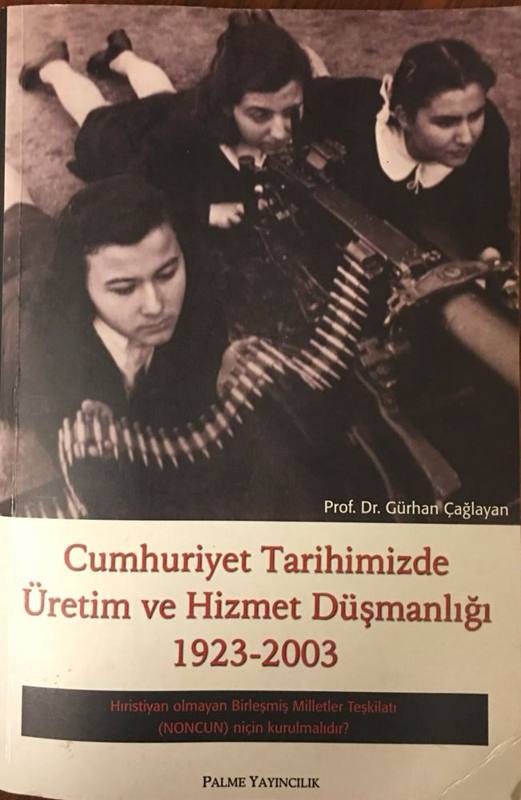 Prof. Dr. Gürhan Çağlayan
Cumhuriyet Tarihimizde
Üretim ve Hizmet Düşmanlığı
1923-2003
Hıristiyan olmayan Birleşmiş Milletler Teşkilatı
(NONCUN) niçin kurulmalıdır?
PALME YAYINCILIK